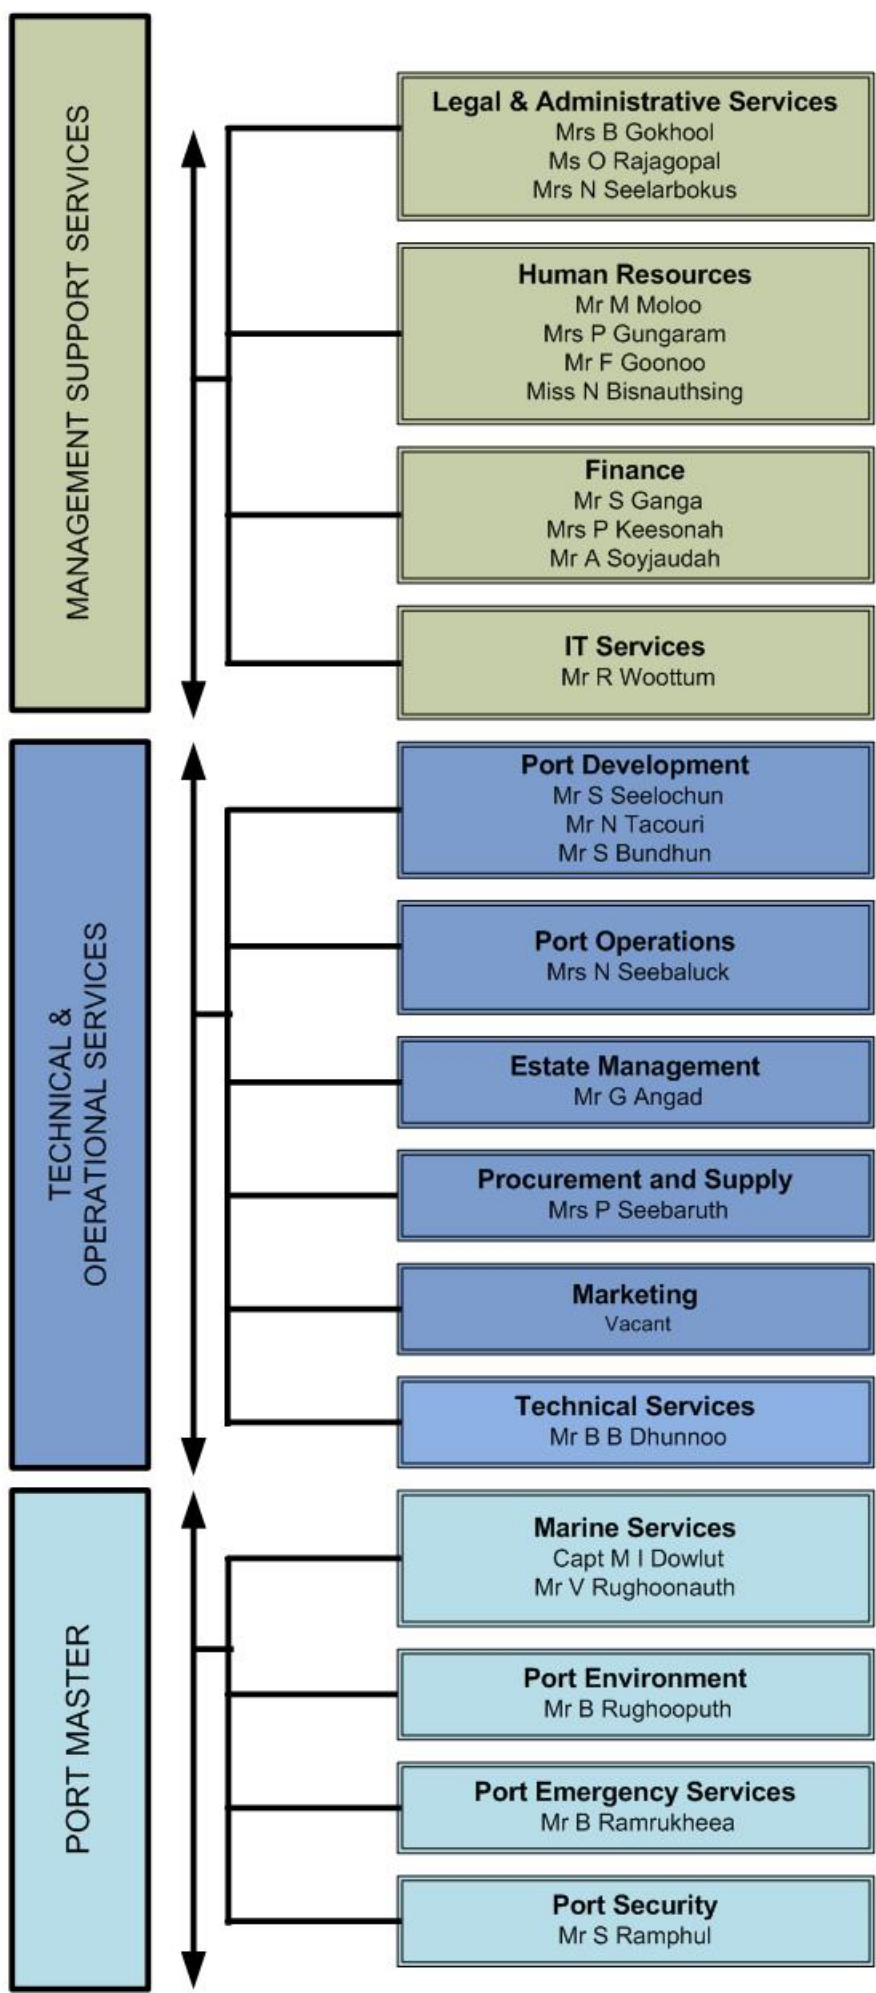 MANAGEMENT SUPPORT SERVICES
Legal & Administrative Services
Mrs B Gokhool
Ms O Rajagopal
Mrs N Seelarbokus
Human Resources
Mr M Moloo
Mrs P Gungaram
Mr F Goonoo
Miss N Bisnauthsing
Finance
Mr S Ganga
Mrs P Keesonah
Mr A Soyjaudah
IT Services
Mr R Woottum
TECHNICAL &
OPERATIONAL SERVICES
Port Development
Mr S Seelochun
Mr N Tacouri
Mr S Bundhun
Port Operations
Mrs N Seebaluck
Estate Management
Mr G Angad
Procurement and Supply
Mrs P Seebaruth
Marketing
Vacant
Technical Services
Mr B B Dhunnoo
PORT MASTER
Marine Services
Capt M I Dowlut
Mr V Rughoonauth
Port Environment
Mr B Rughooputh
Port Emergency Services
Mr B Ramrukheea
Port Security
Mr S Ramphul